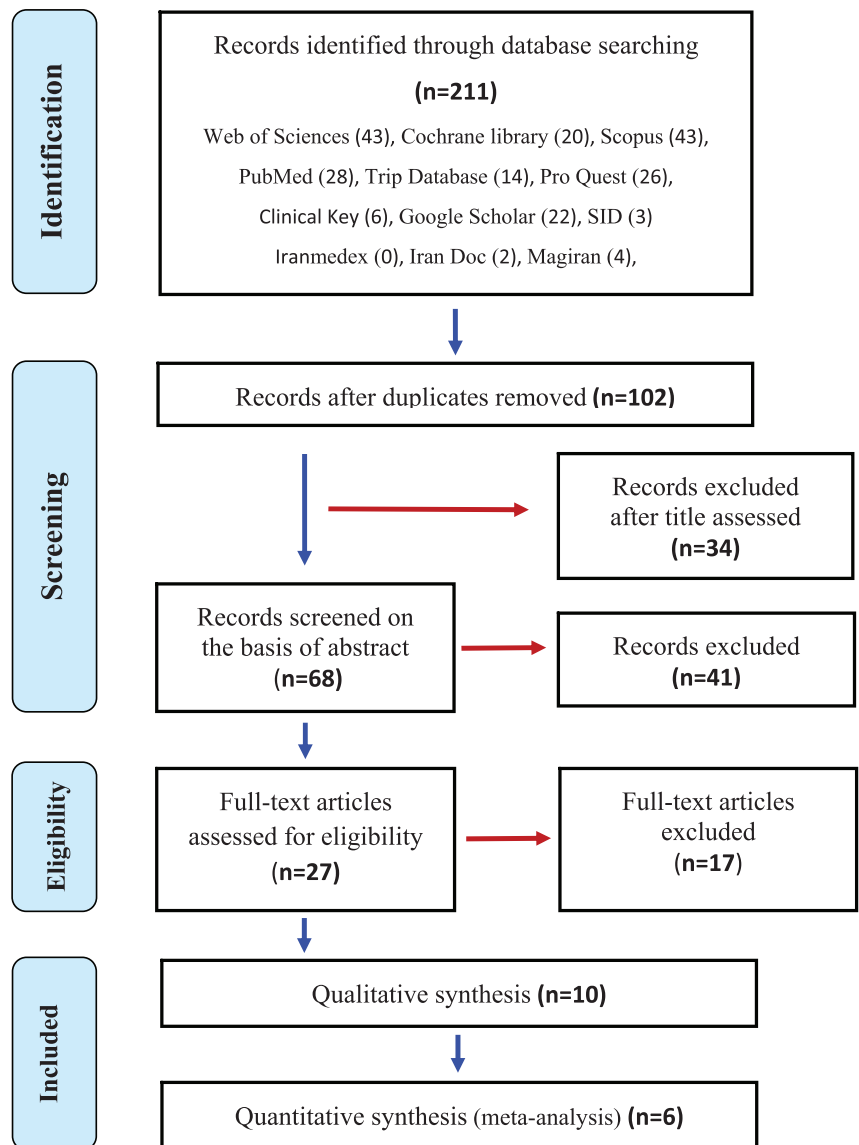 Identification
Records identified through database searching
(n=211)
Web of Sciences (43), Cochrane library (20), Scopus (43),
PubMed (28), Trip Database (14), Pro Quest (26),
Clinical Key (6), Google Scholar (22), SID (3)
Iranmedex (0), Iran Doc (2), Magiran (4),
Screening
Records after duplicates removed (n=102)
Records excluded
after title assessed
(n=34)
Records screened on
the basis of abstract
(n=68)
Records excluded
(n=41)
Eligibility
Full-text articles
assessed for eligibility
(n=27)
Full-text articles
excluded
(n=17)
Included
Qualitative synthesis (n=10)
Quantitative synthesis (meta-analysis) (n=6)